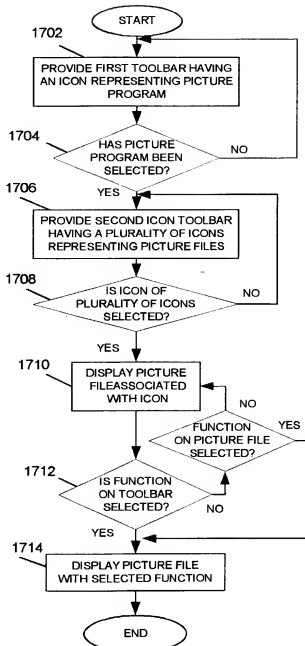 START
1702
PROVIDE FIRST TOOLBAR HAVING
AN ICON REPRESENTING PICTURE
PROGRAM
1704
HAS PICTURE
PROGRAM BEEN
SELECTED?
NO
YES
1706
PROVIDE SECOND ICON TOOLBAR
HAVING A PLURALITY OF ICONS
REPRESENTING PICTURE FILES
1708
IS ICON OF
PLURALITY OF ICONS
SELECTED?
NO
YES
1710
DISPLAY PICTURE
FILEASSOCIATED
WITH ICON
NO
FUNCTION
ON PICTURE FILE
SELECTED?
YES
1712
IS FUNCTION
ON TOOLBAR
SELECTED?
NO
YES
1714
DISPLAY PICTURE FILE
WITH SELECTED FUNCTION
END